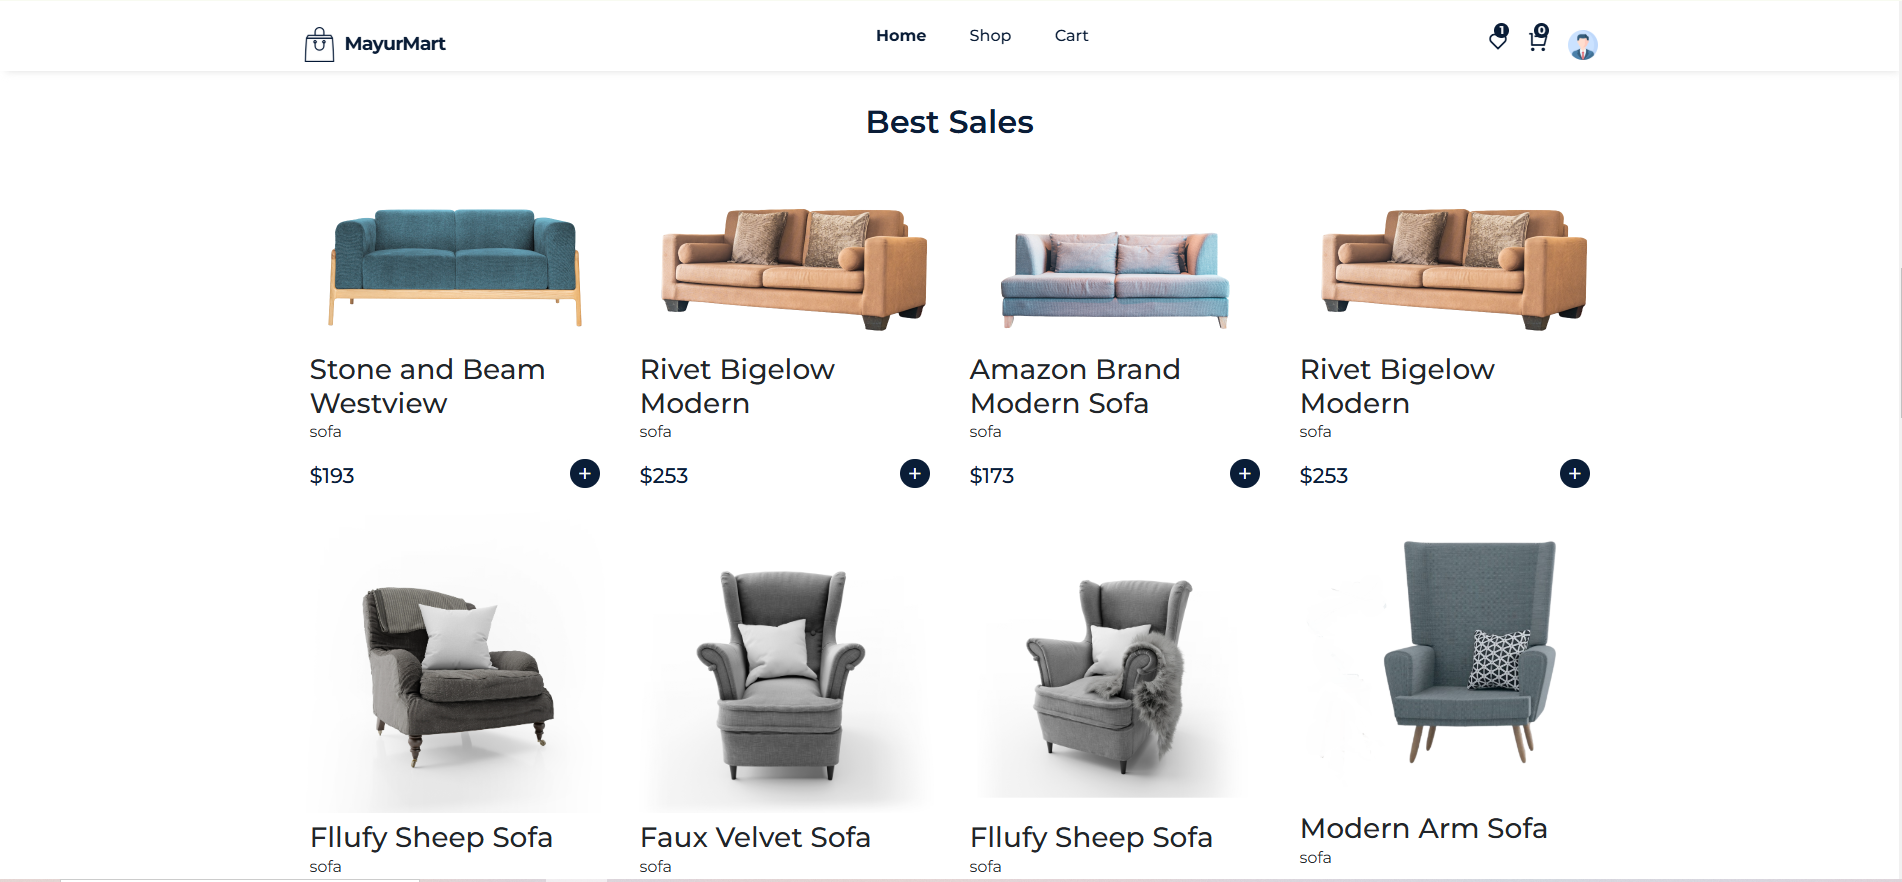 MayurMart
Home Shop Cart
1 0
Best Sales
Stone and Beam
Westview
sofa
$193 +
Rivet Bigelow
Modern
sofa
$253 +
Amazon Brand
Modern Sofa
sofa
$173 +
Rivet Bigelow
Modern
sofa
$253 +
Fllufy Sheep Sofa
sofa
Faux Velvet Sofa
sofa
Fllufy Sheep Sofa
sofa
Modern Arm Sofa
sofa